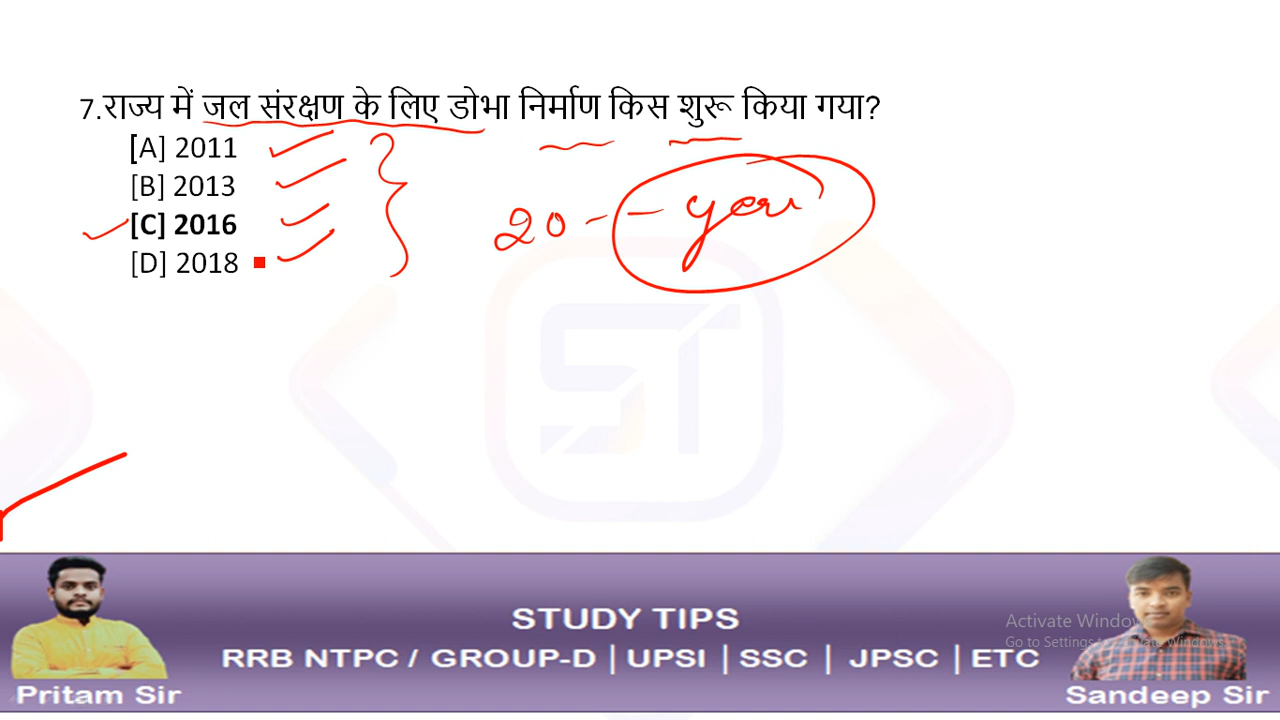 7.राज्य में जल संरक्षण के लिए डोभा निर्माण किस शुरू किया गया?
[A] 2011
[B] 2013
[C] 2016
[D] 2018
20 - -
ST
STUDY TIPS
RRB NTPC / GROUP-D | UPSI | SSC | JPSC | ETC
Pritam Sir
Activate Windows
Go to Settings to activate Windows.
Sandeep Sir